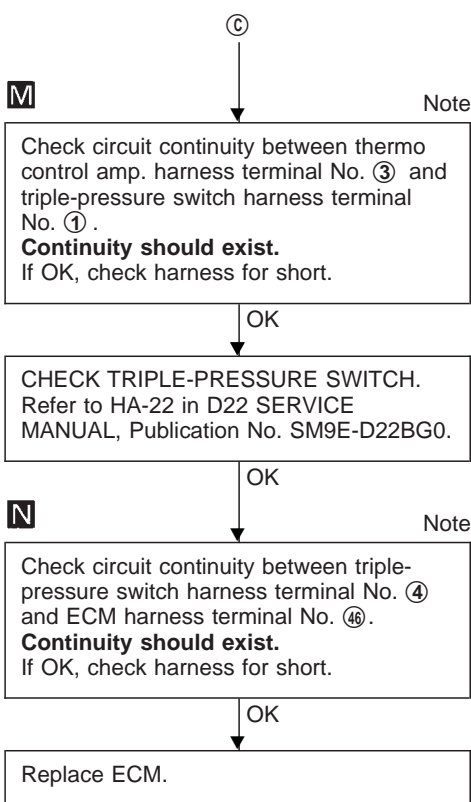 Ⓒ
M
Note
Check circuit continuity between thermo
control amp. harness terminal No. ③ and
triple-pressure switch harness terminal
No. ①.
Continuity should exist.
If OK, check harness for short.
OK
CHECK TRIPLE-PRESSURE SWITCH.
Refer to HA-22 in D22 SERVICE
MANUAL, Publication No. SM9E-D22BG0.
OK
N
Note
Check circuit continuity between triple-
pressure switch harness terminal No. ④
and ECM harness terminal No. ㊻.
Continuity should exist.
If OK, check harness for short.
OK
Replace ECM.